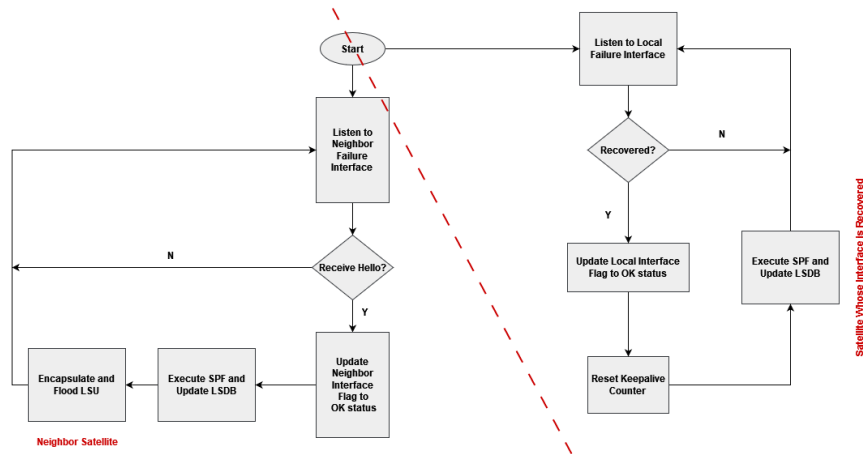 Start
Listen to
Neighbor
Failure
Interface
Receive Hello?
N
Y
Update
Neighbor
Interface
Flag to
OK status
Execute SPF and
Update LSDB
Encapsulate and
Flood LSU
Neighbor Satellite
Listen to Local
Failure Interface
Recovered?
N
Y
Update Local Interface
Flag to OK status
Reset Keepalive
Counter
Execute SPF and
Update LSDB
Satellite Whose Interface is Recovered